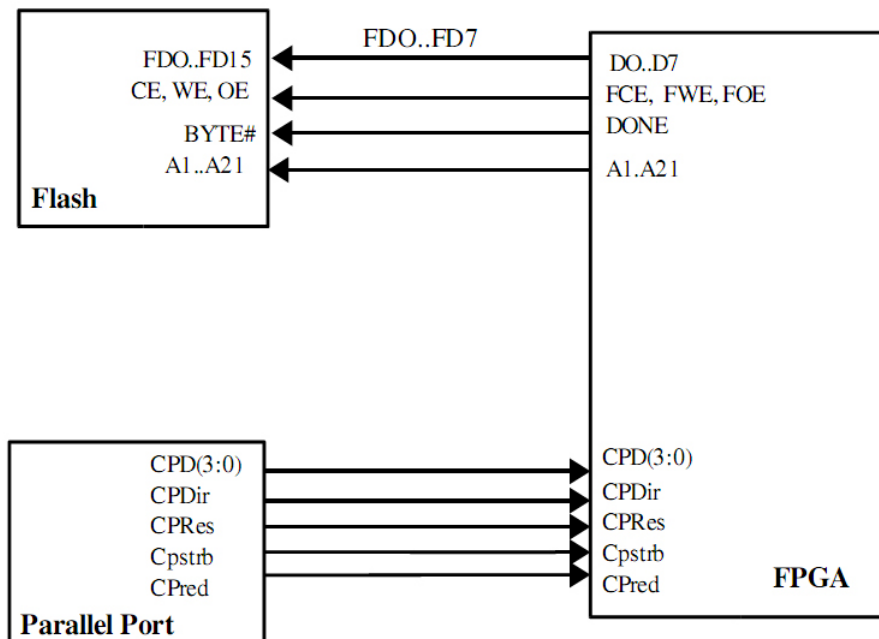 FDO..FD7
FDO..FD15
CE, WE, OE
BYTE#
A1..A21
Flash
DO..D7
FCE, FWE, FOE
DONE
A1.A21
CPD(3:0)
CPDir
CPRes
Cpstrb
CPred
Parallel Port
CPD(3:0)
CPDir
CPRes
Cpstrb
CPred
FPGA